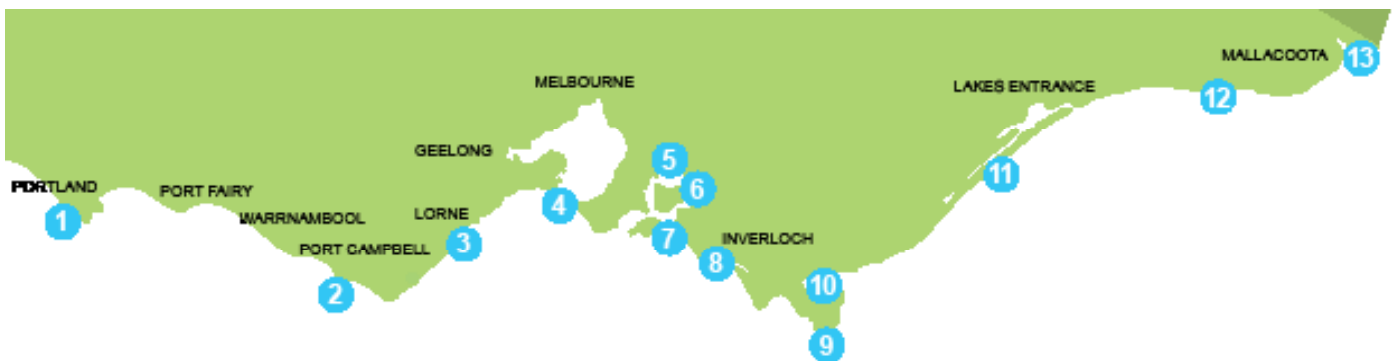 MALLACOOTA
13
MELBOURNE
LAKES ENTRANCE
12
GEELONG
5
11
PORTLAND
PORT FAIRY
6
4
1
WARRNAMBOOL
LORNE
PORT CAMPBELL
3
7
INVERLOCH
8
2
10
9